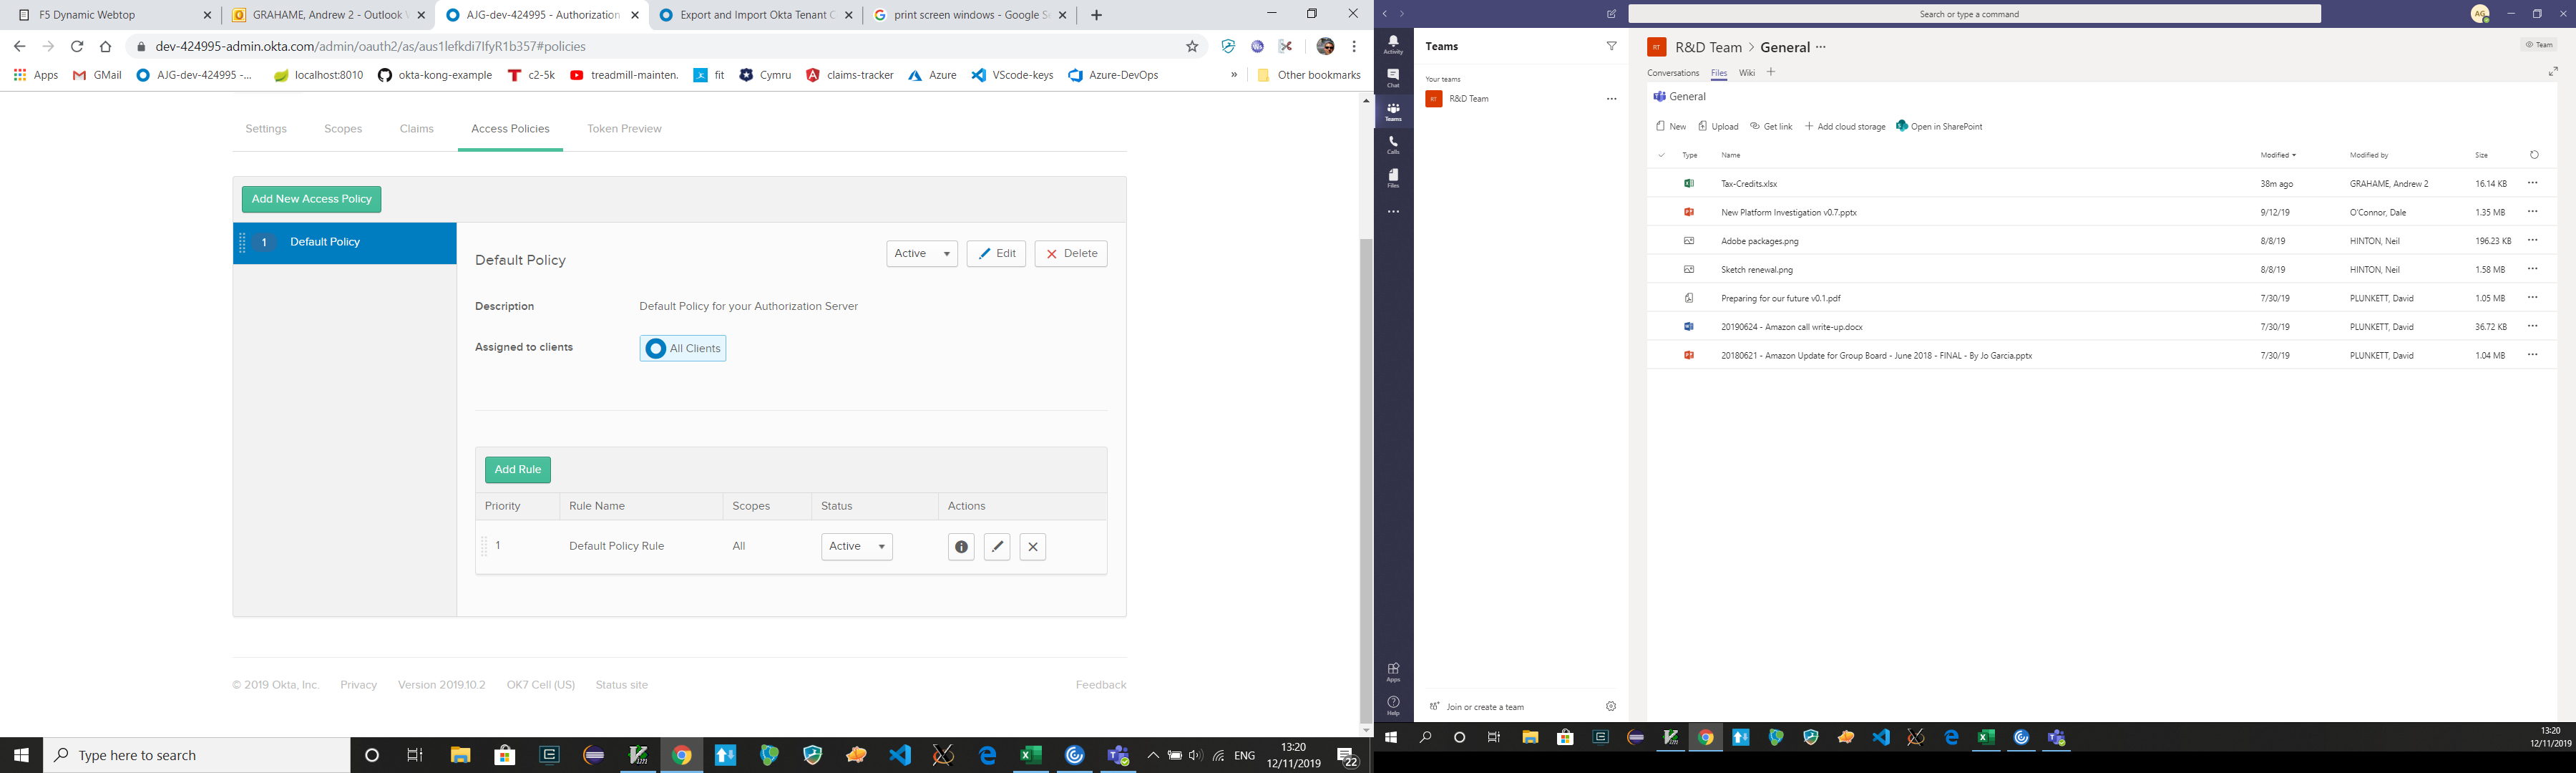 F5 Dynamic Webtop
GRAHAME, Andrew 2 - Outlook W
AJG-dev-424995 - Authorization
Export and Import Okta Tenant C
print screen windows - Google Se
dev-424995-admin.okta.com/admin/oauth2/as/aus1lefkdi7lfyR1b357#policies
Apps GMail AJG-dev-424995 -... localhost:8010 okta-kong-example c2-5k treadmill-mainten. fit Cymru claims-tracker Azure VScode-keys Azure-DevOps » Other bookmarks
Settings Scopes Claims Access Policies Token Preview
Add New Access Policy
1 Default Policy
Default Policy
Active Edit Delete
Description Default Policy for your Authorization Server
Assigned to clients All Clients
Add Rule
Priority Rule Name Scopes Status Actions
1 Default Policy Rule All Active
© 2019 Okta, Inc. Privacy Version 2019.10.2 OK7 Cell (US) Status site Feedback
Type here to search
ENG
13:20
12/11/2019
22
Search or type a command
AG
Activity
Chat
Teams
Calls
Files
Apps
Help
Teams
Your teams
RT R&D Team
Join or create a team
RT R&D Team > General
Team
Conversations Files Wiki
General
New Upload Get link Add cloud storage Open in SharePoint
Type Name Modified Modified by Size
Tax-Credits.xlsx 38m ago GRAHAME, Andrew 2 16.14 KB
New Platform Investigation v0.7.pptx 9/12/19 O'Connor, Dale 1.35 MB
Adobe packages.png 8/8/19 HINTON, Neil 196.23 KB
Sketch renewal.png 8/8/19 HINTON, Neil 1.58 MB
Preparing for our future v0.1.pdf 7/30/19 PLUNKETT, David 1.05 MB
20190624 - Amazon call write-up.docx 7/30/19 PLUNKETT, David 36.72 KB
20180621 - Amazon Update for Group Board - June 2018 - FINAL - By Jo Garcia.pptx 7/30/19 PLUNKETT, David 1.04 MB
13:20
12/11/2019